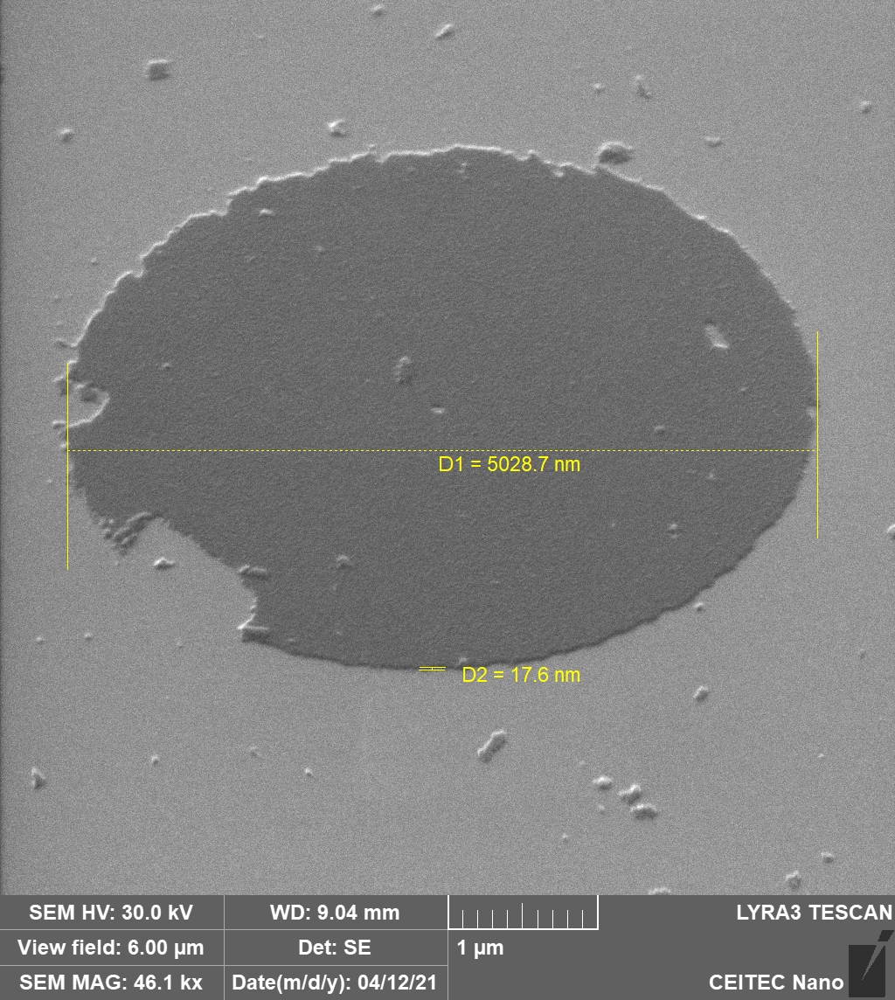 D1 = 5028.7 nm
D2 = 17.6 nm
SEM HV: 30.0 kV
WD: 9.04 mm
LYRA3 TESCAN
View field: 6.00 µm
Det: SE
1 µm
SEM MAG: 46.1 kx
Date(m/d/y): 04/12/21
CEITEC Nano